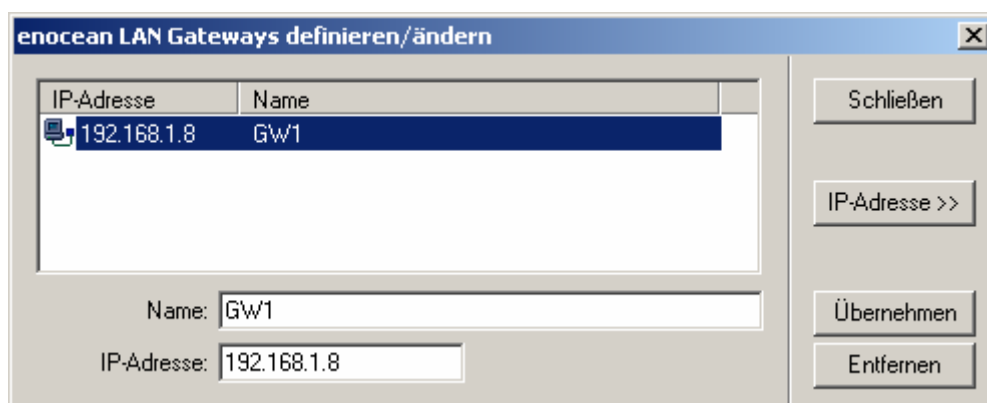 enocean LAN Gateways definieren/ändern
IP-Adresse Name
192.168.1.8 GW1
Name: GW1
IP-Adresse: 192.168.1.8
Schließen
IP-Adresse >>
Übernehmen
Entfernen